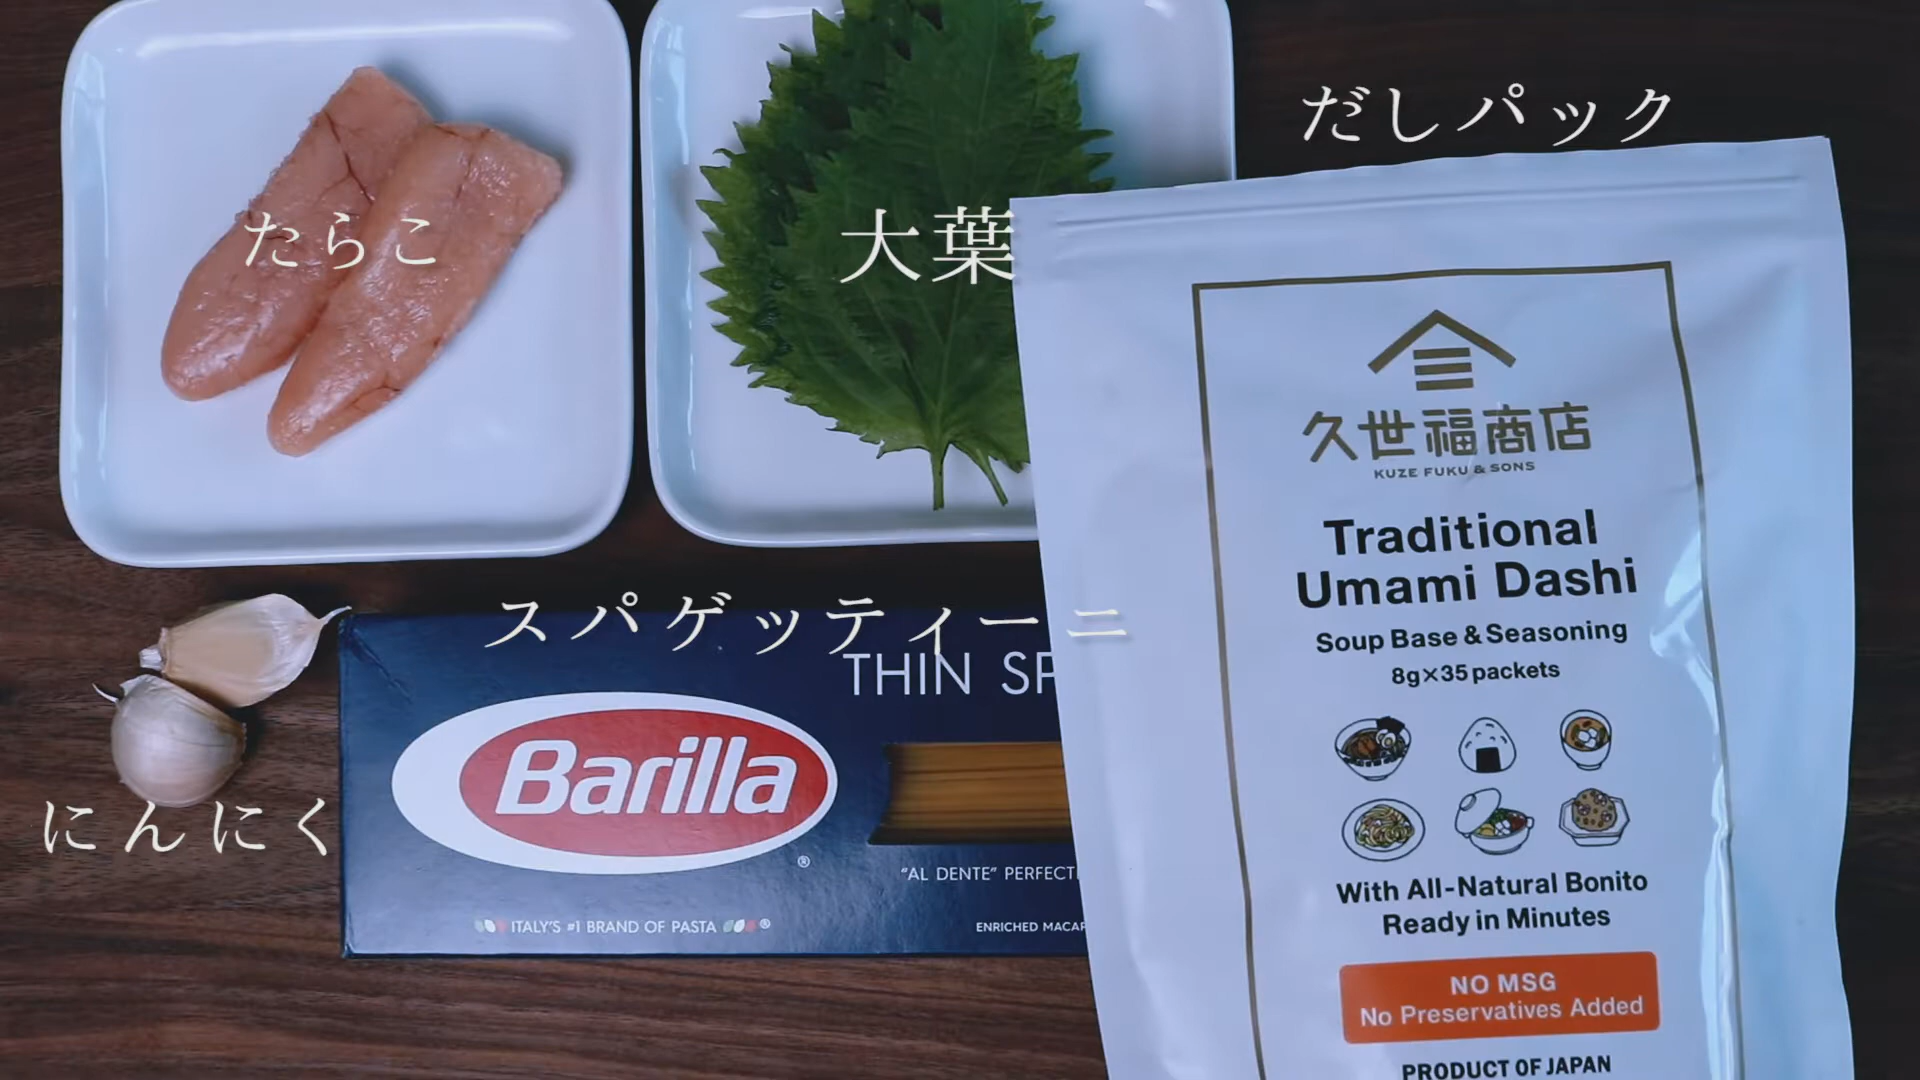 だしパック
たらこ
大葉
久世福商店
KUZE FUKU & SONS
Traditional
Umami Dashi
Soup Base & Seasoning
8g×35 packets
スパゲッティーニ
THIN SP
Barilla
®
"AL DENTE" PERFECT
ITALY'S #1 BRAND OF PASTA ®
ENRICHED MACAR
にんにく
With All-Natural Bonito
Ready in Minutes
NO MSG
No Preservatives Added
PRODUCT OF JAPAN